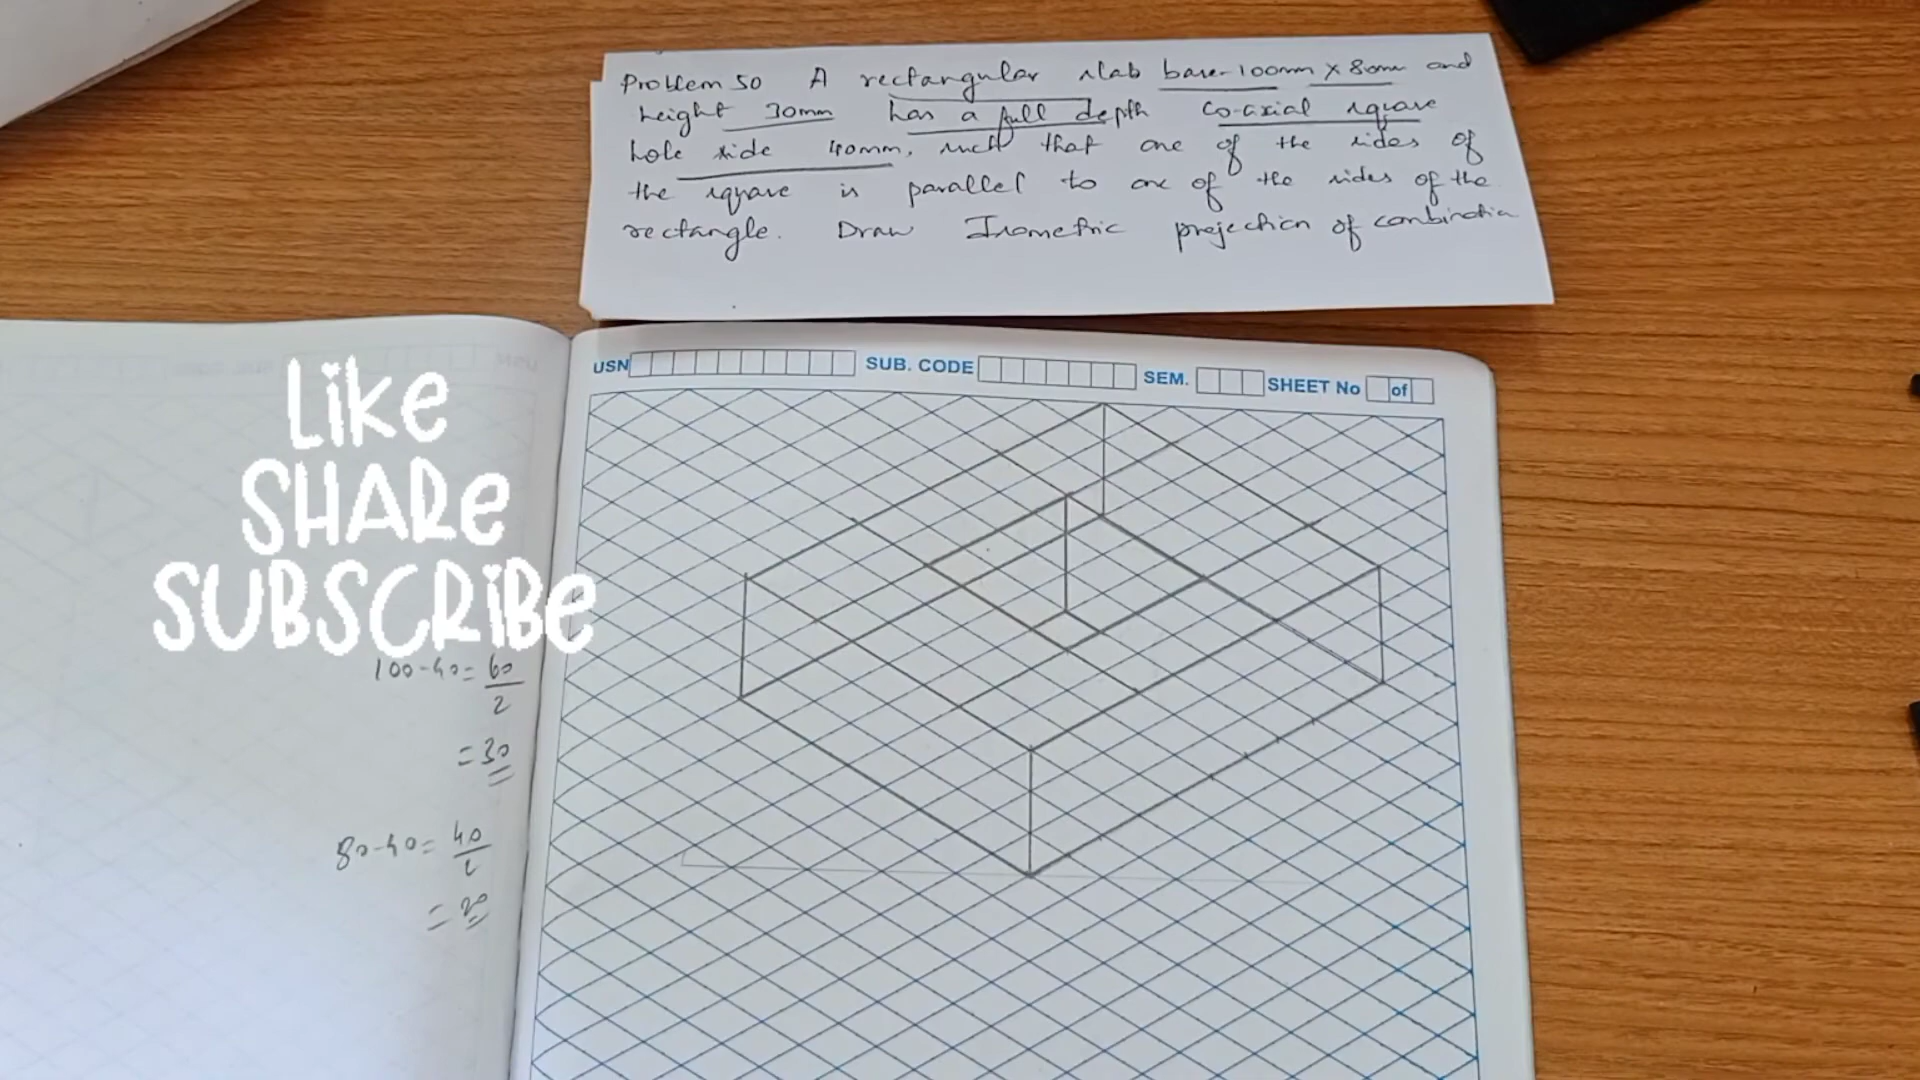 Problem 50 A rectangular slab base-100mm x 80mm and
height 30mm has a full depth co-axial square
hole side 40mm, such that one of the sides of
the square is parallel to one of the sides of the
rectangle. Draw Isometric projection of combination
USN SUB. CODE SEM. SHEET No of
LiKe
SHARe
SUBSCRiBe
100-40= 60
2
= 30
80-40= 40
2
= 20